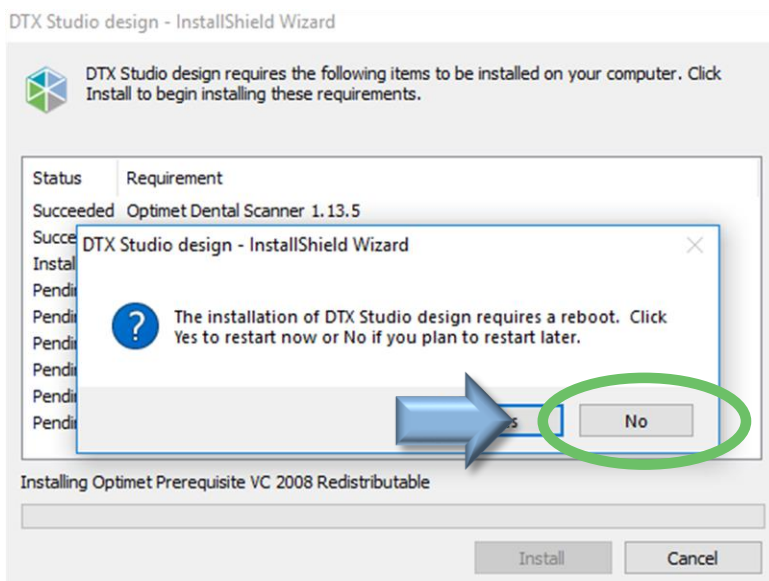 DTX Studio design - InstallShield Wizard
DTX Studio design requires the following items to be installed on your computer. Click
Install to begin installing these requirements.
Status Requirement
Succeeded Optimet Dental Scanner 1.13.5
DTX Studio design - InstallShield Wizard
The installation of DTX Studio design requires a reboot. Click
Yes to restart now or No if you plan to restart later.
No
Installing Optimet Prerequisite VC 2008 Redistributable
Install Cancel